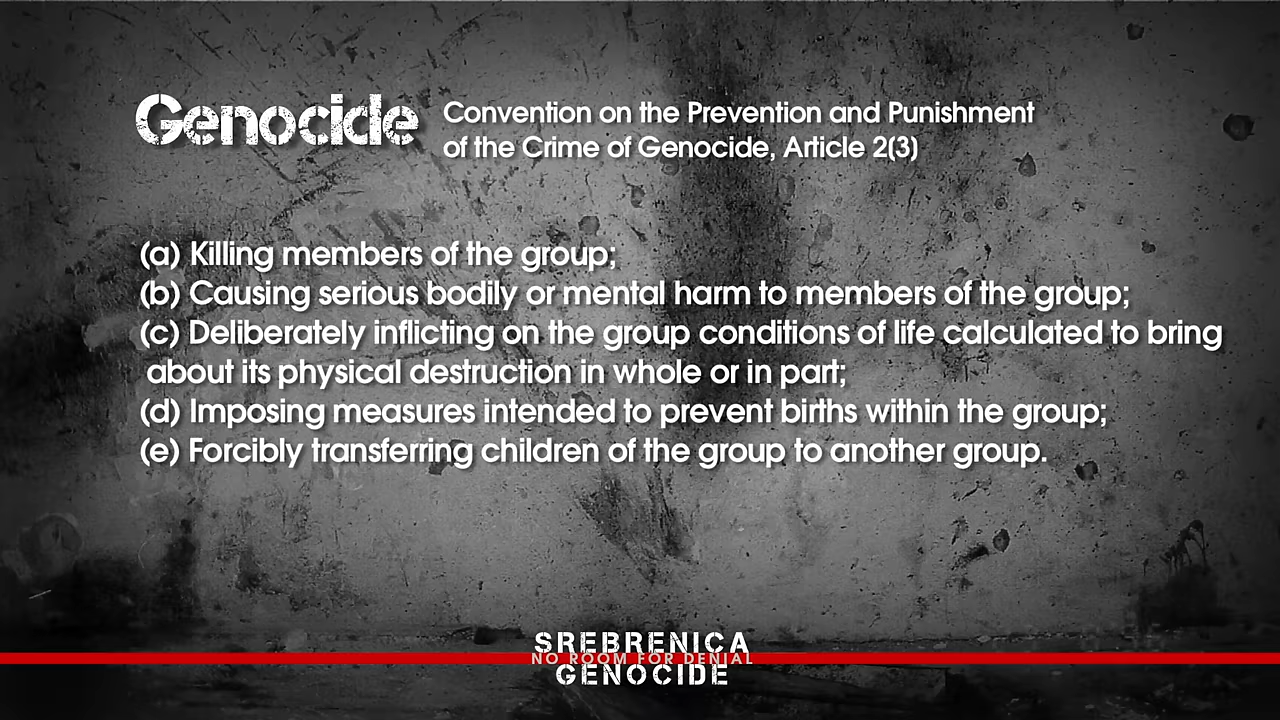 Genocide
Convention on the Prevention and Punishment
of the Crime of Genocide, Article 2(3)
(a) Killing members of the group;
(b) Causing serious bodily or mental harm to members of the group;
(c) Deliberately inflicting on the group conditions of life calculated to bring
about its physical destruction in whole or in part;
(d) Imposing measures intended to prevent births within the group;
(e) Forcibly transferring children of the group to another group.
SREBRENICA
NO ROOM FOR DENIAL
GENOCIDE